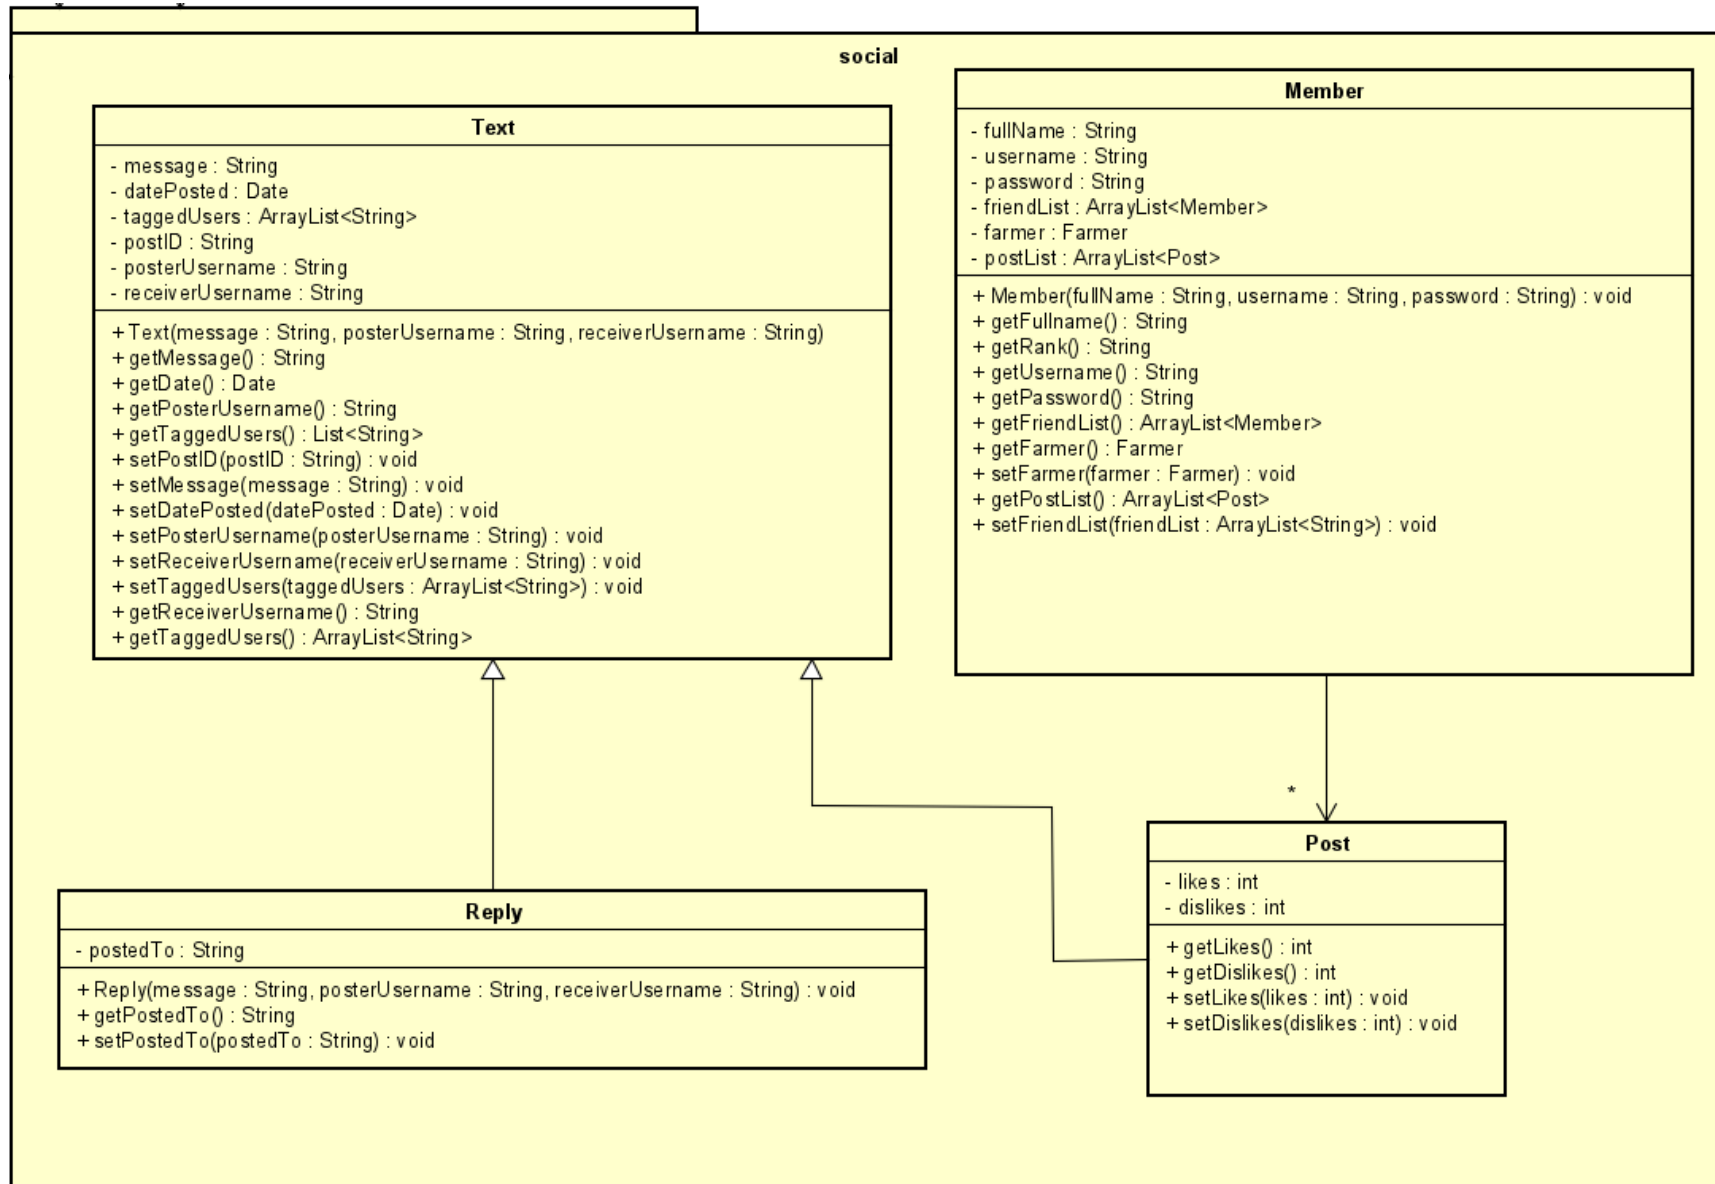 social
Text
- message : String
- datePosted : Date
- taggedUsers : ArrayList<String>
- postID : String
- posterUsername : String
- receiverUsername : String
+ Text(message : String, posterUsername : String, receiverUsername : String)
+ getMessage() : String
+ getDate() : Date
+ getPosterUsername() : String
+ getTaggedUsers() : List<String>
+ setPostID(postID : String) : void
+ setMessage(message : String) : void
+ setDatePosted(datePosted : Date) : void
+ setPosterUsername(posterUsername : String) : void
+ setReceiverUsername(receiverUsername : String) : void
+ setTaggedUsers(taggedUsers : ArrayList<String>) : void
+ getReceiverUsername() : String
+ getTaggedUsers() : ArrayList<String>
Member
- fullName : String
- username : String
- password : String
- friendList : ArrayList<Member>
- farmer : Farmer
- postList : ArrayList<Post>
+ Member(fullName : String, username : String, password : String) : void
+ getFullname() : String
+ getRank() : String
+ getUsername() : String
+ getPassword() : String
+ getFriendList() : ArrayList<Member>
+ getFarmer() : Farmer
+ setFarmer(farmer : Farmer) : void
+ getPostList() : ArrayList<Post>
+ setFriendList(friendList : ArrayList<String>) : void
*
Reply
- postedTo : String
+ Reply(message : String, posterUsername : String, receiverUsername : String) : void
+ getPostedTo() : String
+ setPostedTo(postedTo : String) : void
Post
- likes : int
- dislikes : int
+ getLikes() : int
+ getDislikes() : int
+ setLikes(likes : int) : void
+ setDislikes(dislikes : int) : void